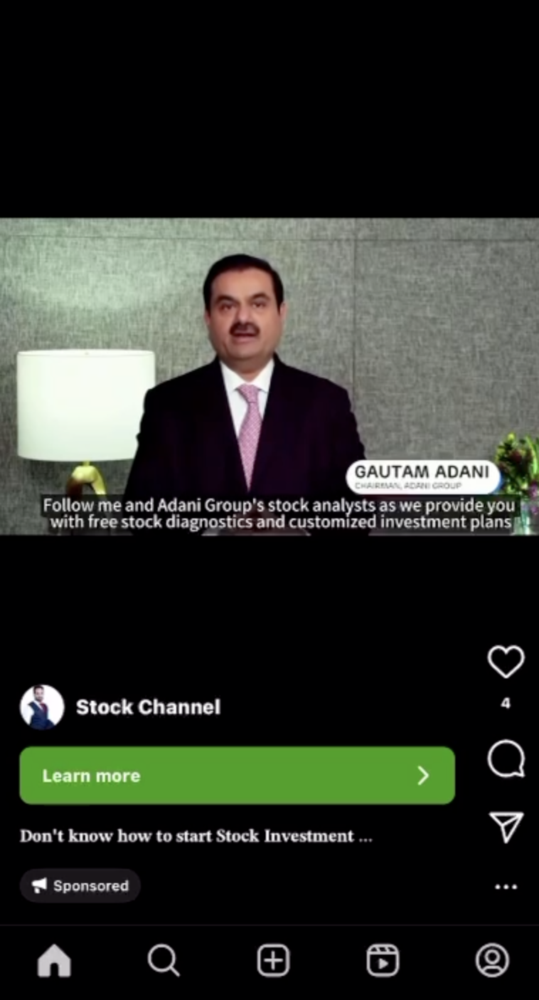 GAUTAM ADANI
CHAIRMAN, ADANI GROUP
Follow me and Adani Group's stock analysts as we provide you
with free stock diagnostics and customized investment plans
4
Stock Channel
Learn more
Don't know how to start Stock Investment ...
Sponsored